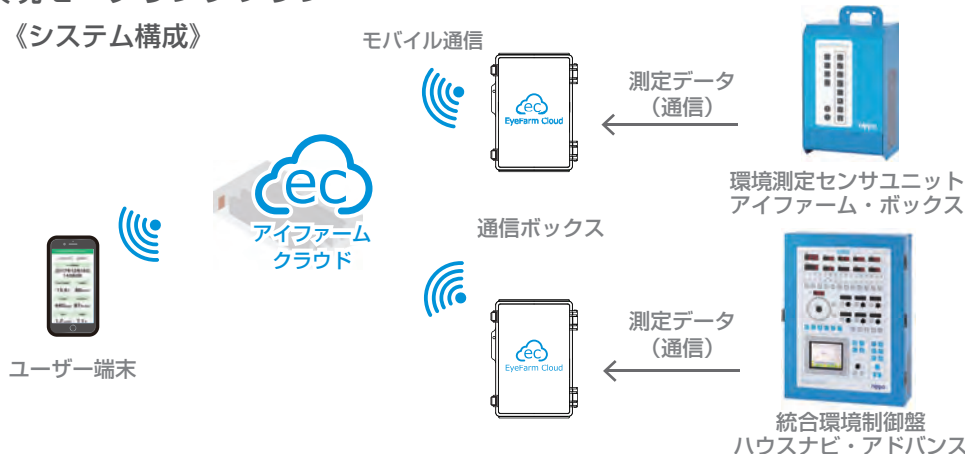 《システム構成》
モバイル通信
ec
EyeFarm Cloud
測定データ
（通信）
環境測定センサユニット
アイファーム・ボックス
ec
アイファーム
クラウド
通信ボックス
ユーザー端末
ec
EyeFarm Cloud
測定データ
（通信）
統合環境制御盤
ハウスナビ・アドバンス